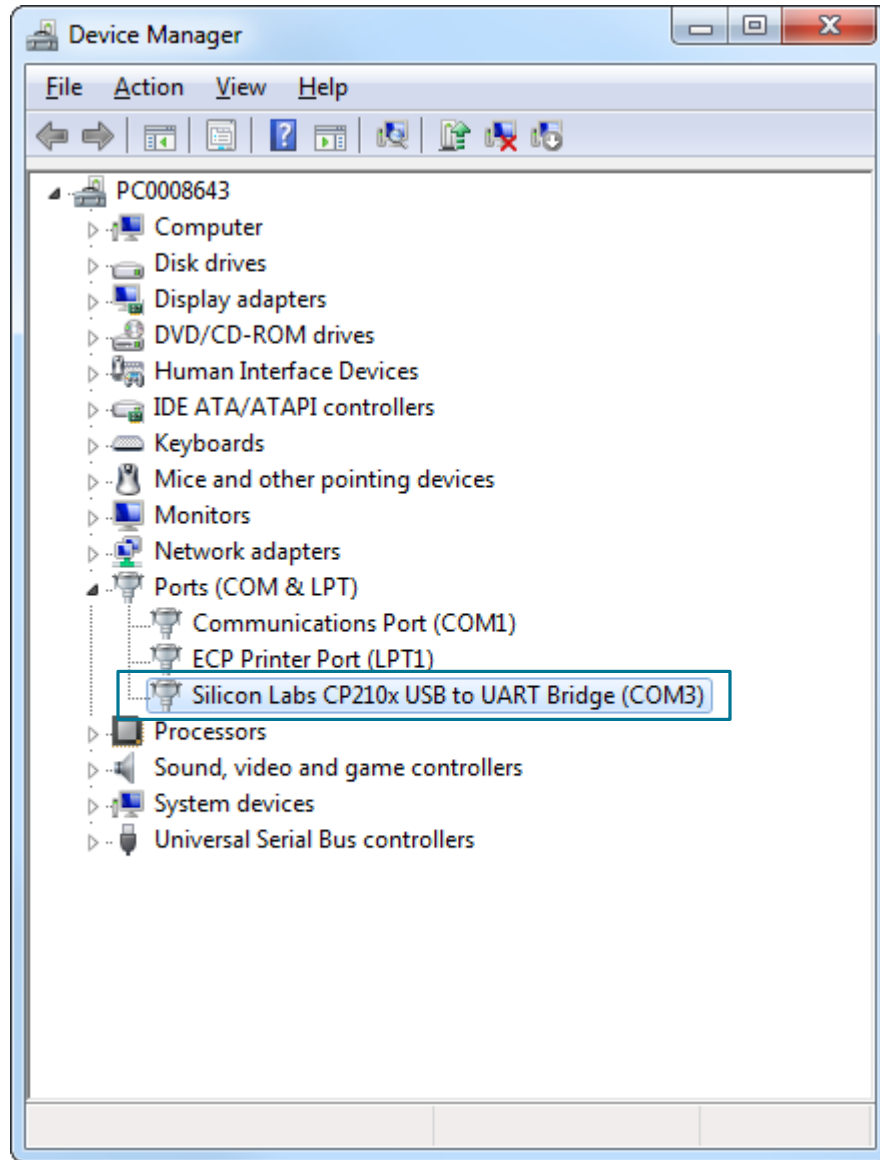 Device Manager
File Action View Help
PC0008643
Computer
Disk drives
Display adapters
DVD/CD-ROM drives
Human Interface Devices
IDE ATA/ATAPI controllers
Keyboards
Mice and other pointing devices
Monitors
Network adapters
Ports (COM & LPT)
Communications Port (COM1)
ECP Printer Port (LPT1)
Silicon Labs CP210x USB to UART Bridge (COM3)
Processors
Sound, video and game controllers
System devices
Universal Serial Bus controllers